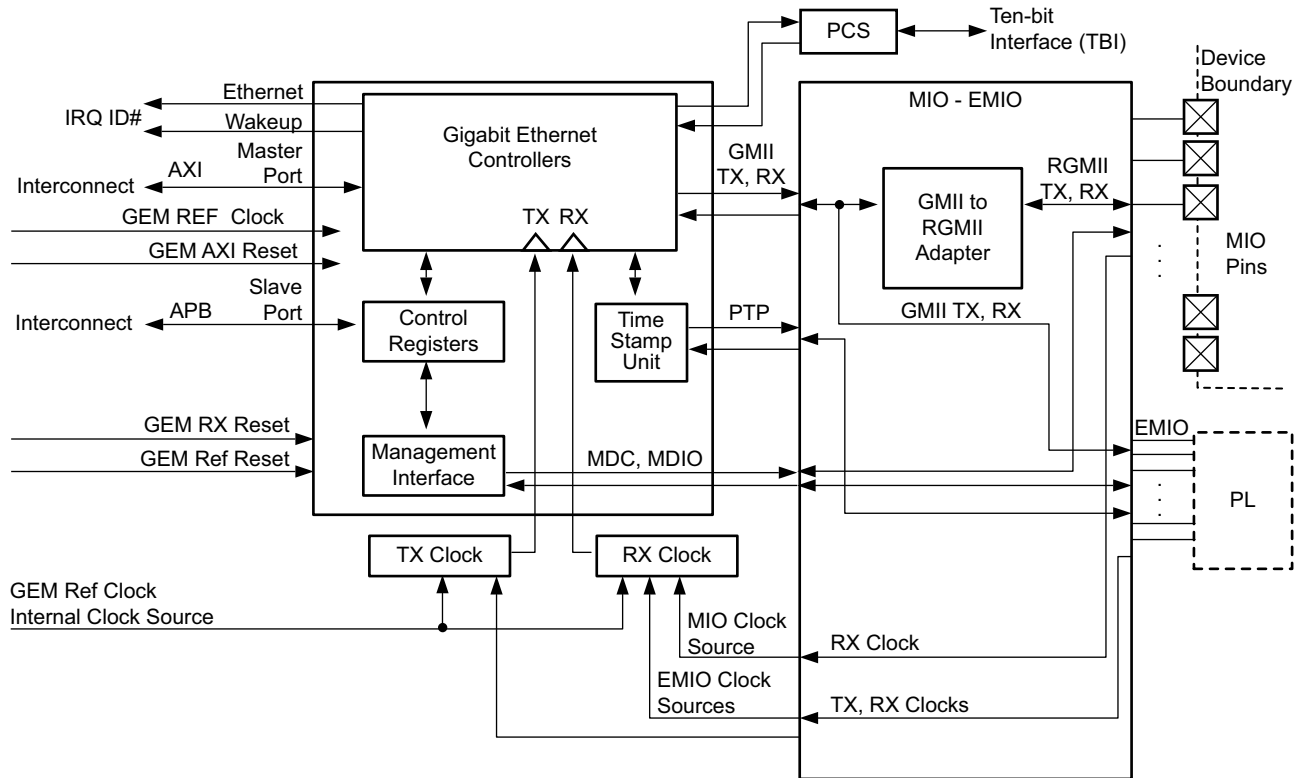 PCS
Ten-bit
Interface (TBI)
Device
Boundary
MIO - EMIO
IRQ ID#
Ethernet
Wakeup
Gigabit Ethernet
Controllers
Interconnect
AXI
Master
Port
GMII
TX, RX
GMII to
RGMII
Adapter
RGMII
TX, RX
GEM REF Clock
TX RX
GEM AXI Reset
MIO
Pins
Interconnect
APB
Slave
Port
Control
Registers
Time
Stamp
Unit
PTP
GMII TX, RX
GEM RX Reset
GEM Ref Reset
Management
Interface
MDC, MDIO
EMIO
PL
TX Clock
RX Clock
GEM Ref Clock
Internal Clock Source
MIO Clock
Source
RX Clock
EMIO Clock
Sources
TX, RX Clocks